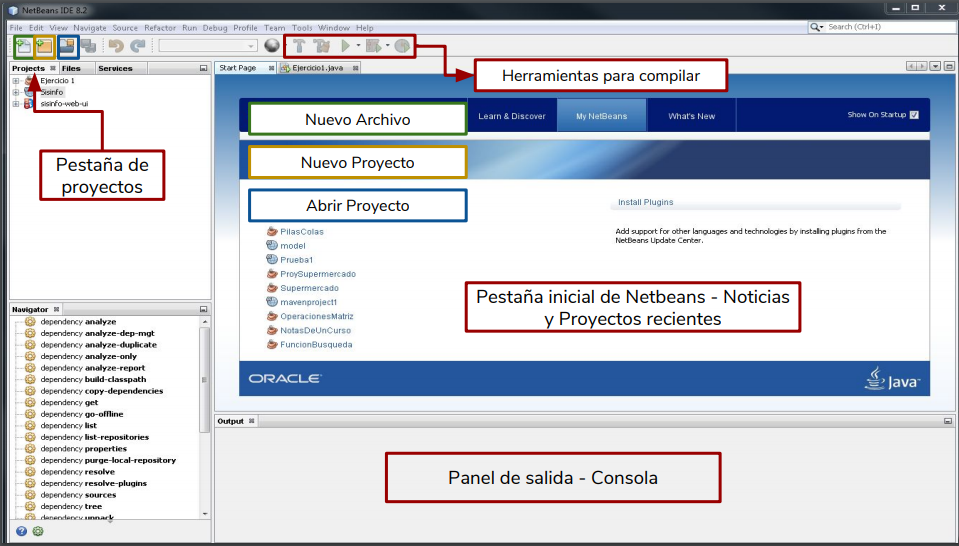 NetBeans IDE 8.2
File Edit View Navigate Source Refactor Run Debug Profile Team Tools Window Help
Search (Ctrl+I)
Projects Files Services
Ejercicio 1
Sisinfo
sisinfo-web-ui
Pestaña de
proyectos
Start Page Ejercicio1.java
Herramientas para compilar
Nuevo Archivo
Learn & Discover
My NetBeans
What's New
Show On Startup
Nuevo Proyecto
Abrir Proyecto
Install Plugins
Add support for other languages and technologies by installing plugins from the
NetBeans Update Center.
PilasColas
model
Prueba1
ProySupermercado
Supermercado
mavenproject1
OperacionesMatriz
NotasDeUnCurso
FuncionBusqueda
Pestaña inicial de Netbeans - Noticias
y Proyectos recientes
ORACLE
Java
Navigator
dependency analyze
dependency analyze-dep-mgt
dependency analyze-duplicate
dependency analyze-only
dependency analyze-report
dependency build-classpath
dependency copy-dependencies
dependency get
dependency go-offline
dependency list
dependency list-repositories
dependency properties
dependency purge-local-repository
dependency resolve
dependency resolve-plugins
dependency sources
dependency tree
dependency unpack
Output
Panel de salida - Consola